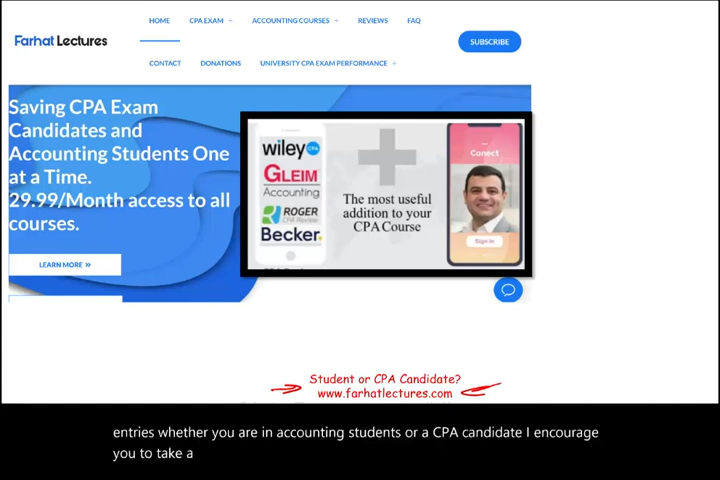 HOME
CPA EXAM
ACCOUNTING COURSES
REVIEWS
FAQ
Farhat Lectures
SUBSCRIBE
CONTACT
DONATIONS
UNIVERSITY CPA EXAM PERFORMANCE
Saving CPA Exam
Candidates and
Accounting Students One
at a Time.
29.99/Month access to all
courses.
LEARN MORE
wiley CPA
GLEIM
Accounting
ROGER
CPA Review
Becker.
The most useful
addition to your
CPA Course
Conect
Sign in
Student or CPA Candidate?
www.farhatlectures.com
entries whether you are in accounting students or a CPA candidate I encourage
you to take a